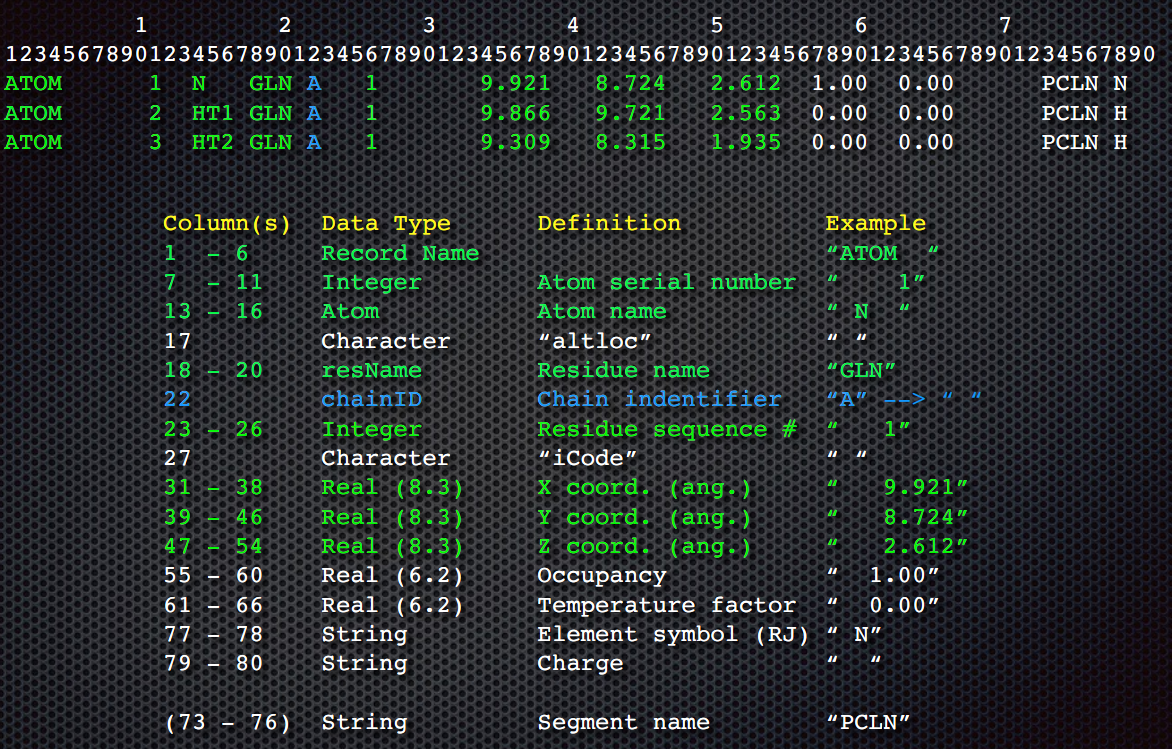 1         2         3         4         5         6         7
12345678901234567890123456789012345678901234567890123456789012345678901234567890
ATOM      1  N   GLN A   1       9.921   8.724   2.612  1.00  0.00      PCLN N
ATOM      2  HT1 GLN A   1       9.866   9.721   2.563  0.00  0.00      PCLN H
ATOM      3  HT2 GLN A   1       9.309   8.315   1.935  0.00  0.00      PCLN H
Column(s)  Data Type      Definition          Example
1  – 6     Record Name                        “ATOM  “
7  – 11    Integer        Atom serial number  “    1”
13 – 16    Atom           Atom name           “ N  “
17         Character      “altloc”            “ “
18 – 20    resName        Residue name        “GLN”
22         chainID        Chain indentifier   “A” --> “ “
23 – 26    Integer        Residue sequence #  “   1”
27         Character      “iCode”             “ “
31 – 38    Real (8.3)     X coord. (ang.)     “   9.921”
39 – 46    Real (8.3)     Y coord. (ang.)     “   8.724”
47 – 54    Real (8.3)     Z coord. (ang.)     “   2.612”
55 – 60    Real (6.2)     Occupancy           “  1.00”
61 – 66    Real (6.2)     Temperature factor  “  0.00”
77 – 78    String         Element symbol (RJ) “ N”
79 – 80    String         Charge              “  “
(73 – 76)  String         Segment name        “PCLN”